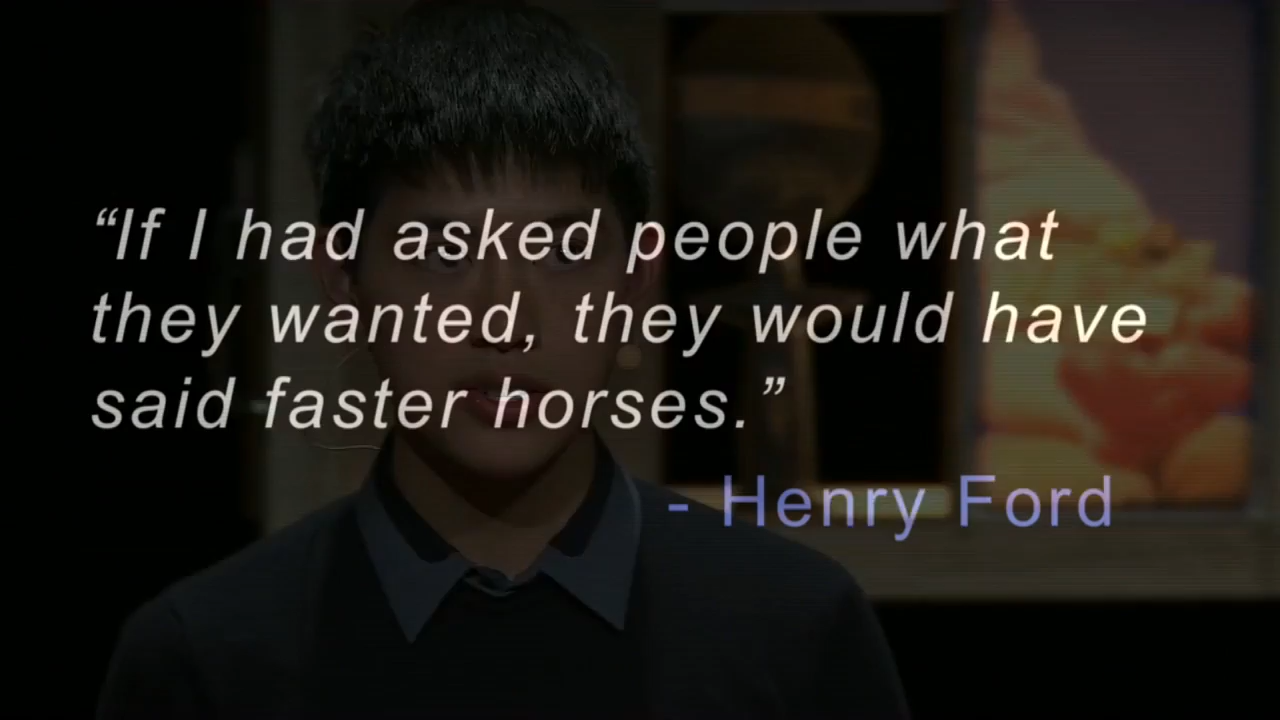 “If I had asked people what
they wanted, they would have
said faster horses.”
- Henry Ford